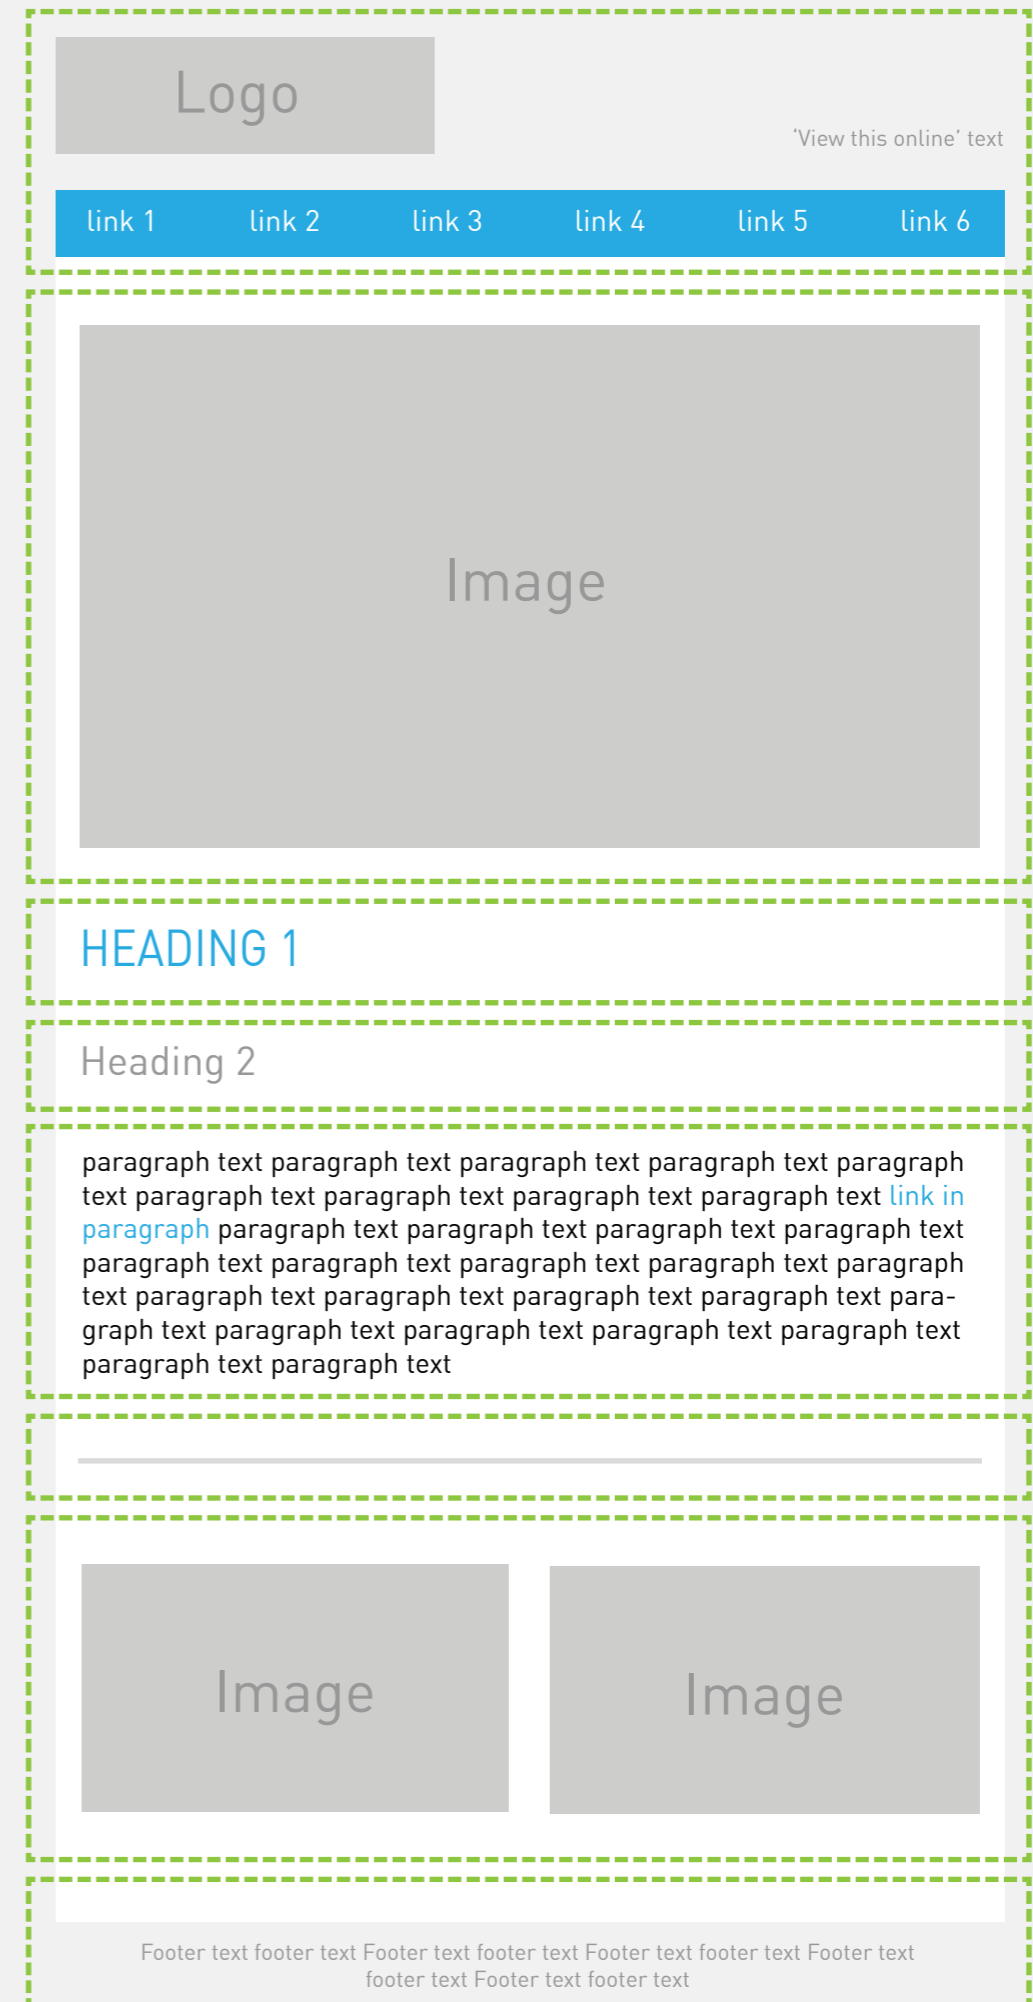 Logo
‘View this online’ text
link 1 link 2 link 3 link 4 link 5 link 6
Image
HEADING 1
Heading 2
paragraph text paragraph text paragraph text paragraph text paragraph
text paragraph text paragraph text paragraph text paragraph text link in
paragraph paragraph text paragraph text paragraph text paragraph text
paragraph text paragraph text paragraph text paragraph text paragraph
text paragraph text paragraph text paragraph text paragraph text para-
graph text paragraph text paragraph text paragraph text paragraph text
paragraph text paragraph text
Image Image
Footer text footer text Footer text footer text Footer text footer text Footer text
footer text Footer text footer text